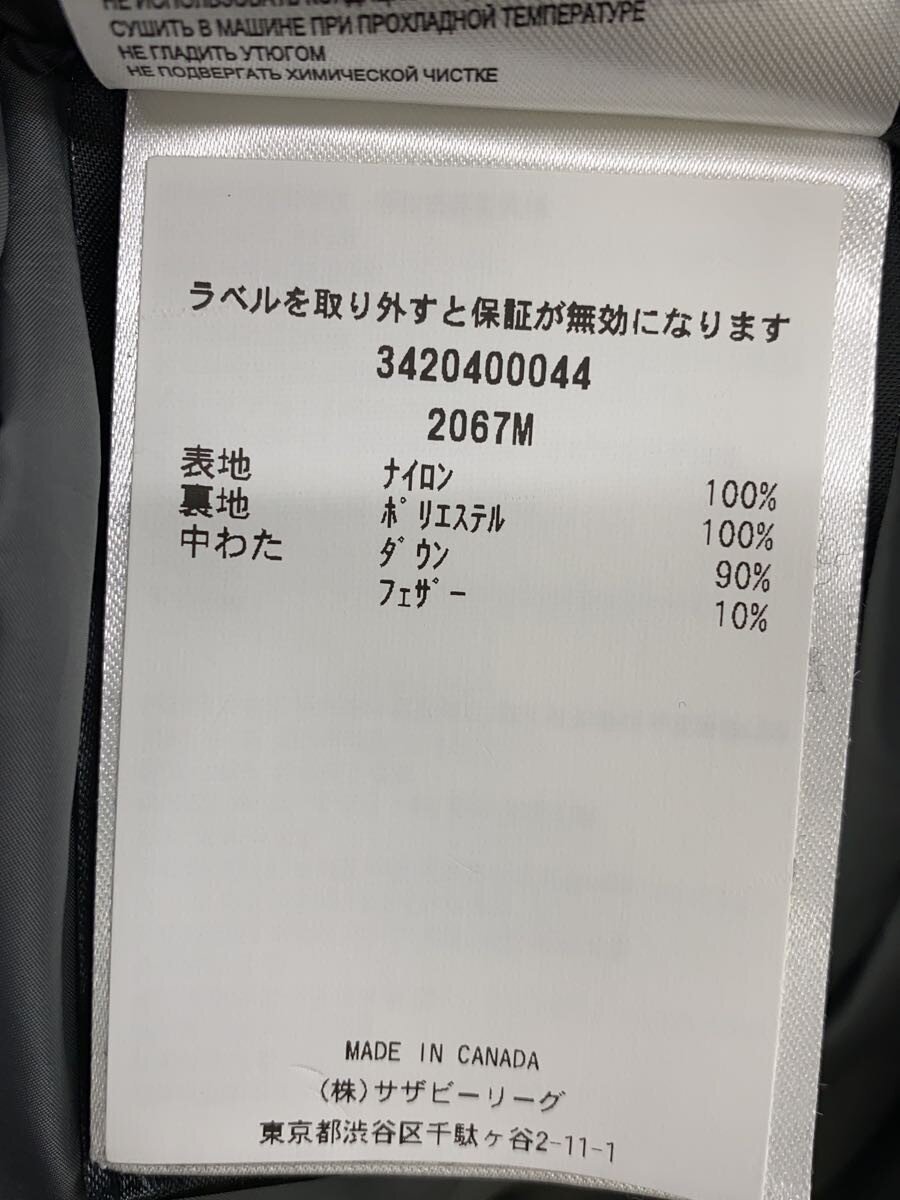 НЕ ИСПОЛЬЗОВАТЬ
СУШИТЬ В МАШИНЕ ПРИ ПРОХЛАДНОЙ ТЕМПЕРАТУРЕ
НЕ ГЛАДИТЬ УТЮГОМ
НЕ ПОДВЕРГАТЬ ХИМИЧЕСКОЙ ЧИСТКЕ
ラベルを取り外すと保証が無効になります
3420400044
2067M
表地 ﾅｲﾛﾝ 100%
裏地 ﾎﾟﾘｴｽﾃﾙ 100%
中わた ﾀﾞｳﾝ 90%
ﾌｪｻﾞｰ 10%
MADE IN CANADA
(株)サザビーリーグ
東京都渋谷区千駄ヶ谷2-11-1